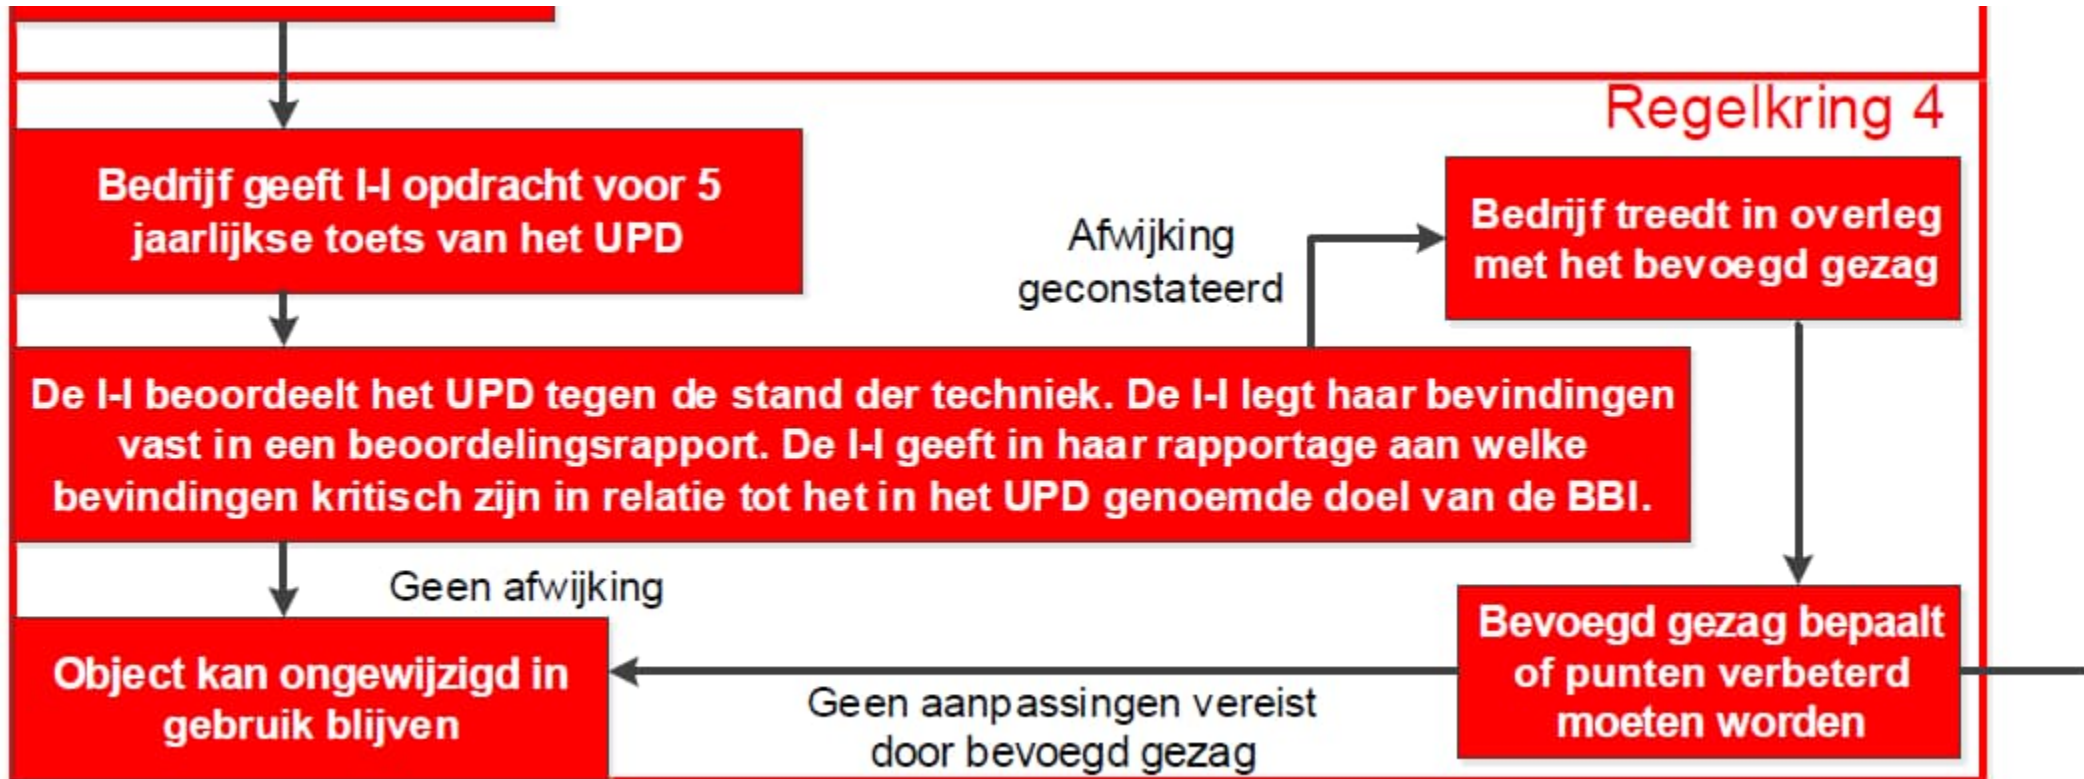 Regelkring 4
Bedrijf geeft I-I opdracht voor 5
jaarlijkse toets van het UPD
Afwijking
geconstateerd
Bedrijf treedt in overleg
met het bevoegd gezag
De I-I beoordeelt het UPD tegen de stand der techniek. De I-I legt haar bevindingen
vast in een beoordelingsrapport. De I-I geeft in haar rapportage aan welke
bevindingen kritisch zijn in relatie tot het in het UPD genoemde doel van de BBI.
Geen afwijking
Object kan ongewijzigd in
gebruik blijven
Geen aanpassingen vereist
door bevoegd gezag
Bevoegd gezag bepaalt
of punten verbeterd
moeten worden